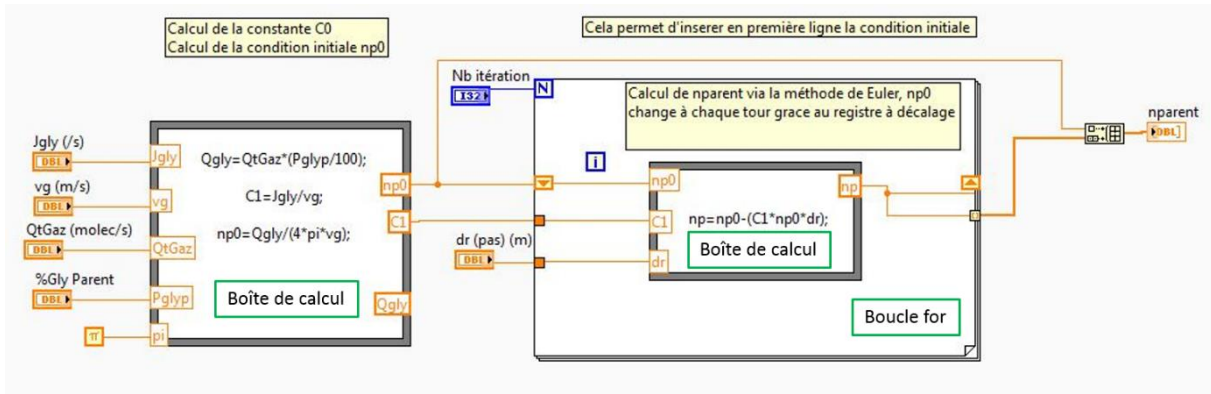 Calcul de la constante C0
Calcul de la condition initiale np0
Cela permet d'inserer en première ligne la condition initiale
Nb itération
I32
N
Calcul de nparent via la méthode de Euler, np0
change à chaque tour grace au registre à décalage
nparent
DBL
Jgly (/s)
DBL
vg (m/s)
DBL
QtGaz (molec/s)
DBL
%Gly Parent
DBL
π
Jgly
vg
QtGaz
Pglyp
pi
Qgly=QtGaz*(Pglyp/100);
C1=Jgly/vg;
np0=Qgly/(4*pi*vg);
Boîte de calcul
np0
C1
Qgly
i
dr (pas) (m)
DBL
np0
C1
dr
np=np0-(C1*np0*dr);
Boîte de calcul
np
Boucle for